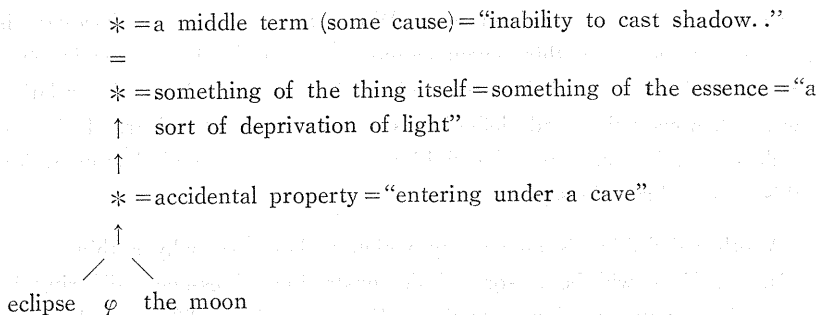 * =a middle term (some cause)=“inability to cast shadow. .”
=
* =something of the thing itself=something of the essence=“a
↑ sort of deprivation of light”
↑
* =accidental property=“entering under a cave”
↑
eclipse φ the moon